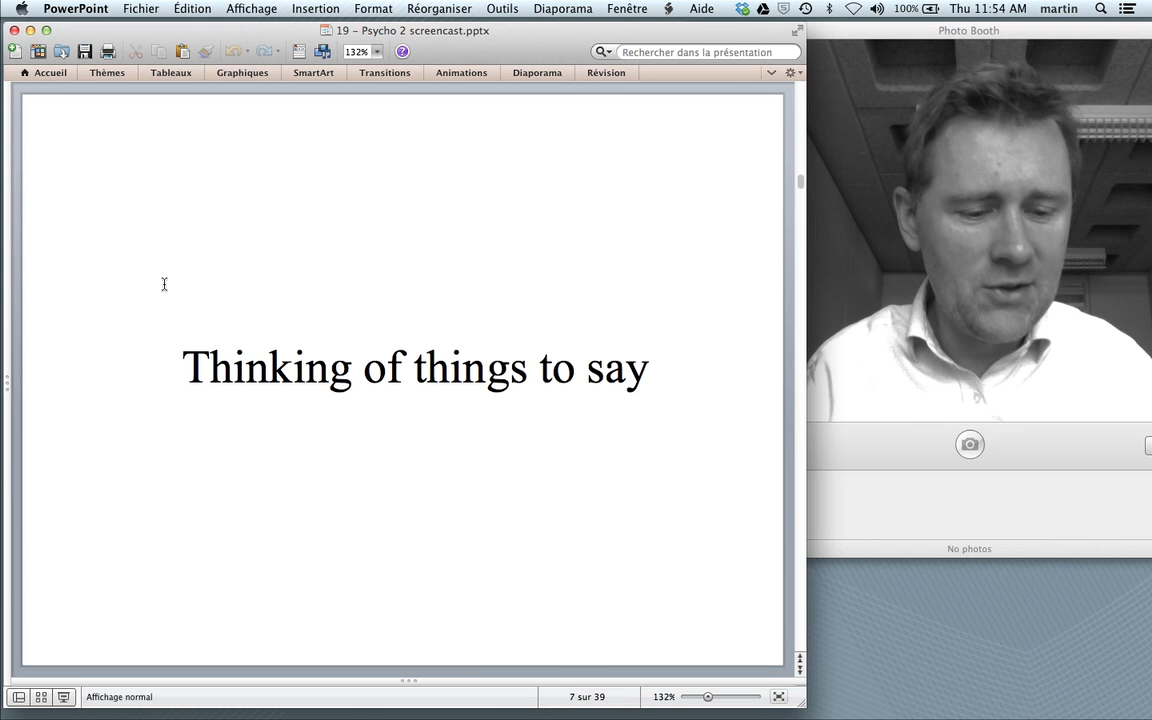 PowerPoint Fichier Édition Affichage Insertion Format Réorganiser Outils Diaporama Fenêtre Aide 100% Thu 11:54 AM martin
19 – Psycho 2 screencast.pptx
Photo Booth
132% Rechercher dans la présentation
Accueil Thèmes Tableaux Graphiques SmartArt Transitions Animations Diaporama Révision
Thinking of things to say
No photos
Affichage normal 7 sur 39 132%